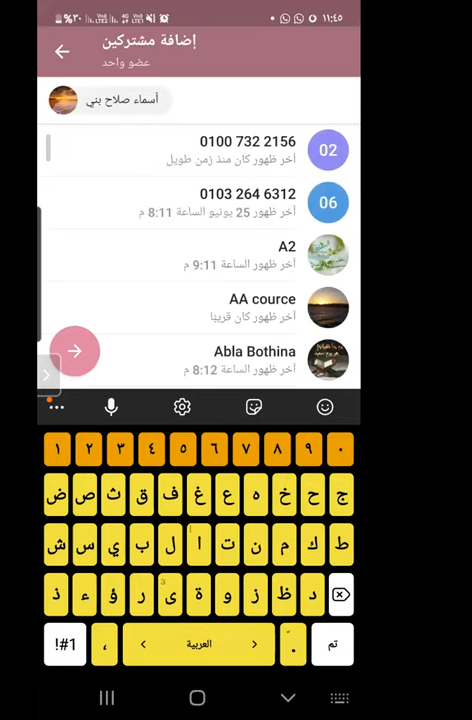 ١١:٤٥
٪٣٠
إضافة مشتركين
عضو واحد
أسماء صلاح بني
02
0100 732 2156
آخر ظهور كان منذ زمن طويل
06
0103 264 6312
آخر ظهور 25 يونيو الساعة 8:11 م
A2
آخر ظهور الساعة 9:11 م
AA cource
آخر ظهور كان قريبًا
Abla Bothina
آخر ظهور الساعة 8:12 م
١ ٢ ٣ ٤ ٥ ٦ ٧ ٨ ٩ ٠
ض ص ث ق ف غ ع ه خ ح ج
ش س ي ب ل ا ت ن م ك ط
ذ ء ؤ ر ى ة و ز ظ د
!#1 ، العربية . تم